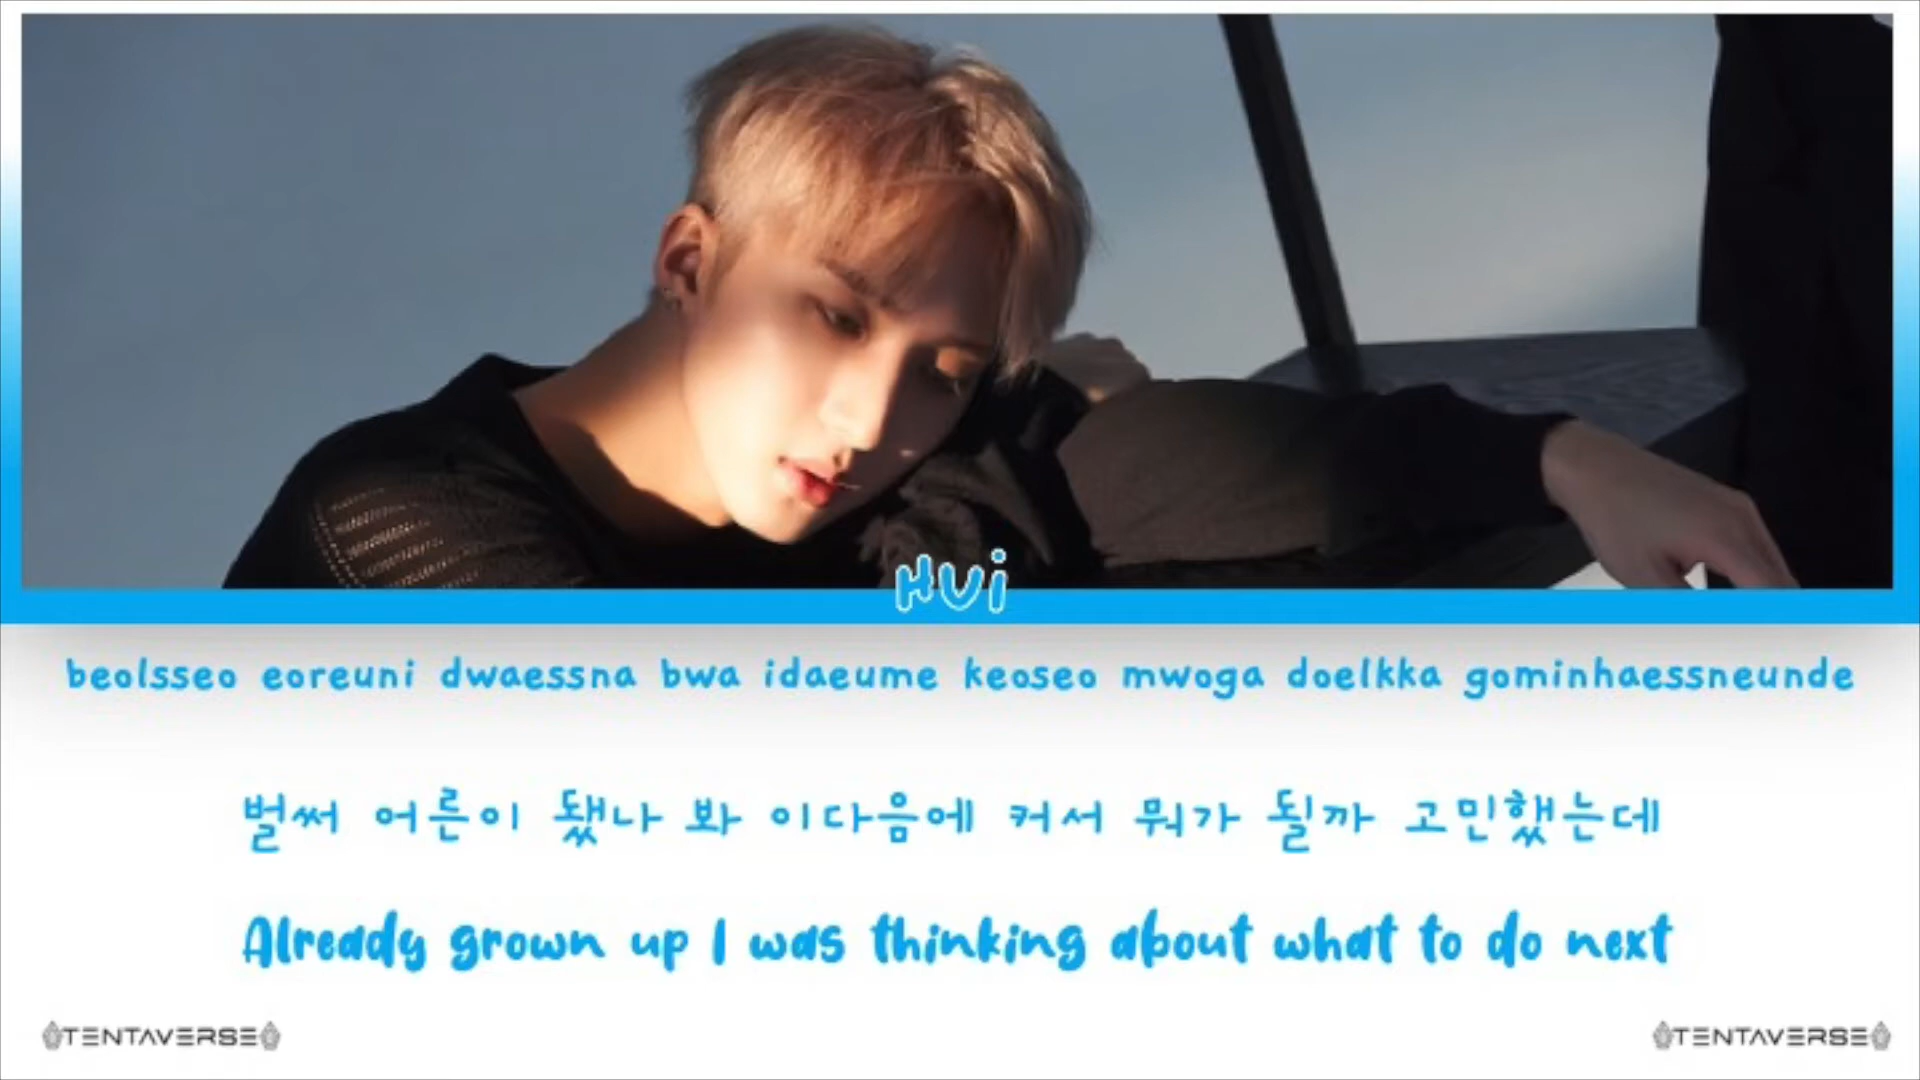 HUi
beolsseo eoreuni dwaessna bwa idaeume keoseo mwoga doelkka gominhaessneunde
벌써 어른이 됐나 봐 이다음에 커서 뭐가 될까 고민했는데
Already grown up I was thinking about what to do next
TENTAVERSE
TENTAVERSE